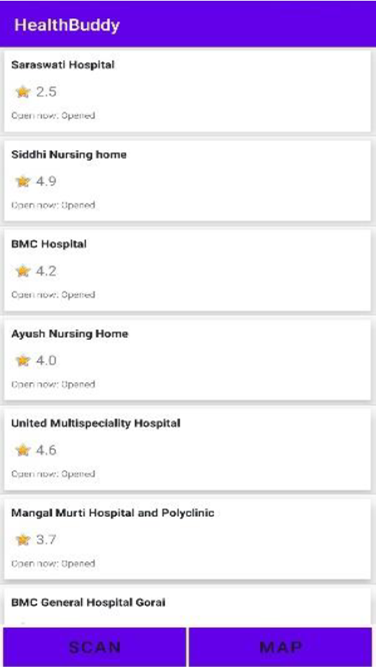 HealthBuddy
Saraswati Hospital
2.5
Open now: Opened
Siddhi Nursing home
4.9
Open now: Opened
BMC Hospital
4.2
Open now: Opened
Ayush Nursing Home
4.0
Open now: Opened
United Multispeciality Hospital
4.6
Open now: Opened
Mangal Murti Hospital and Polyclinic
3.7
Open now: Opened
BMC General Hospital Gorai
SCAN MAP